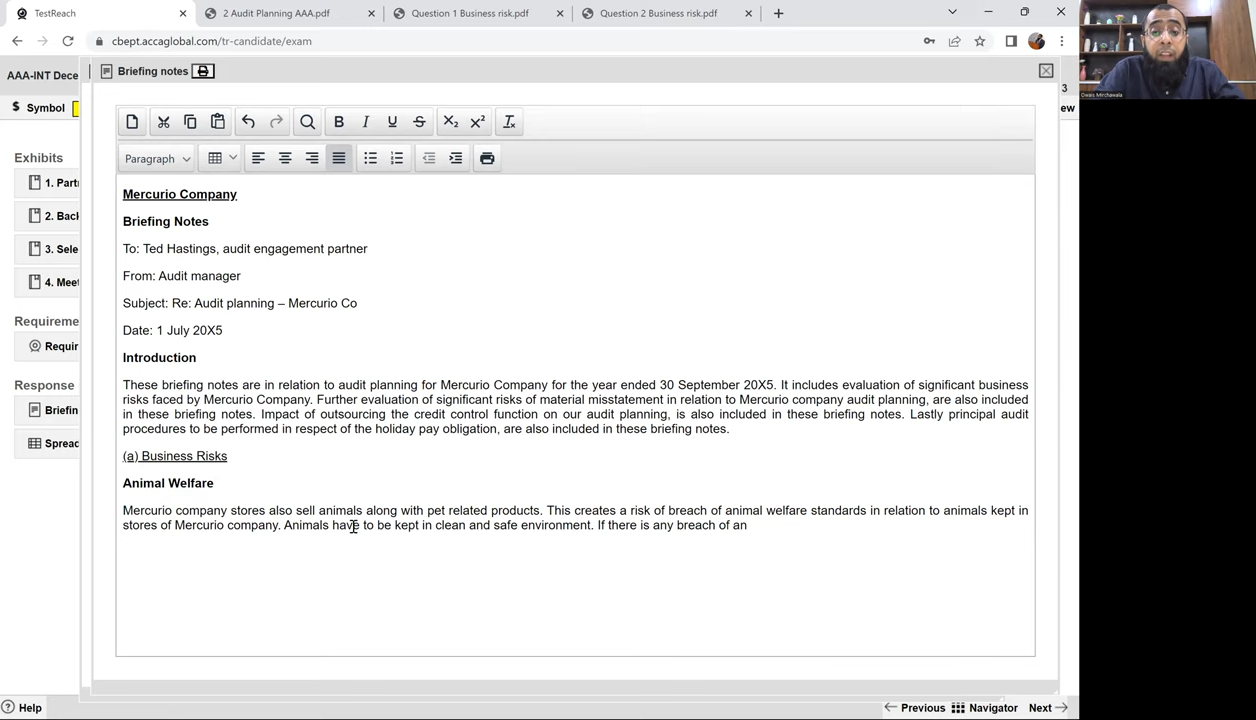 TestReach
2 Audit Planning AAA.pdf
Question 1 Business risk.pdf
Question 2 Business risk.pdf
cbept.accaglobal.com/tr-candidate/exam
AAA-INT Dece
Briefing notes
3
$ Symbol
ew
Exhibits
1. Part
2. Back
3. Sele
4. Meet
Requireme
Requir
Response
Briefin
Spread
Paragraph
Mercurio Company
Briefing Notes
To: Ted Hastings, audit engagement partner
From: Audit manager
Subject: Re: Audit planning – Mercurio Co
Date: 1 July 20X5
Introduction
These briefing notes are in relation to audit planning for Mercurio Company for the year ended 30 September 20X5. It includes evaluation of significant business
risks faced by Mercurio Company. Further evaluation of significant risks of material misstatement in relation to Mercurio company audit planning, are also included
in these briefing notes. Impact of outsourcing the credit control function on our audit planning, is also included in these briefing notes. Lastly principal audit
procedures to be performed in respect of the holiday pay obligation, are also included in these briefing notes.
(a) Business Risks
Animal Welfare
Mercurio company stores also sell animals along with pet related products. This creates a risk of breach of animal welfare standards in relation to animals kept in
stores of Mercurio company. Animals have to be kept in clean and safe environment. If there is any breach of an
Help
Previous
Navigator
Next
Owais Mirchawala